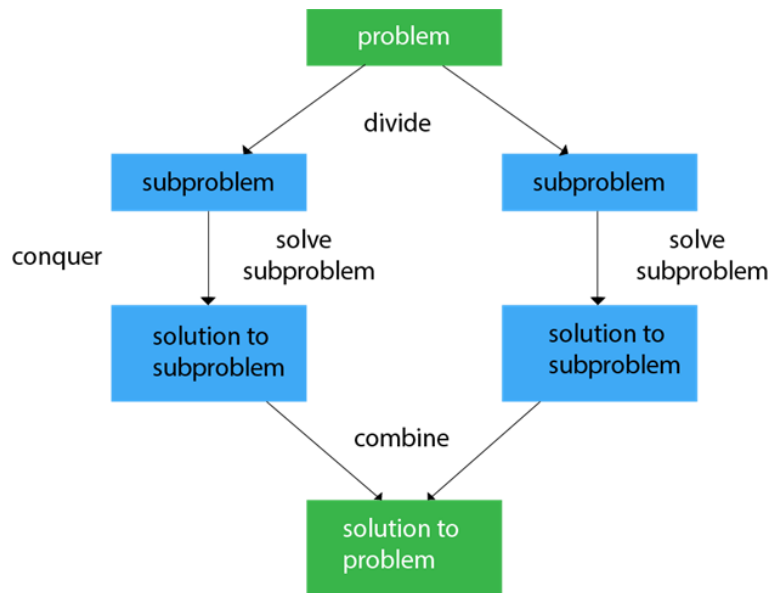 problem
divide
subproblem
subproblem
conquer
solve
subproblem
solve
subproblem
solution to
subproblem
solution to
subproblem
combine
solution to
problem